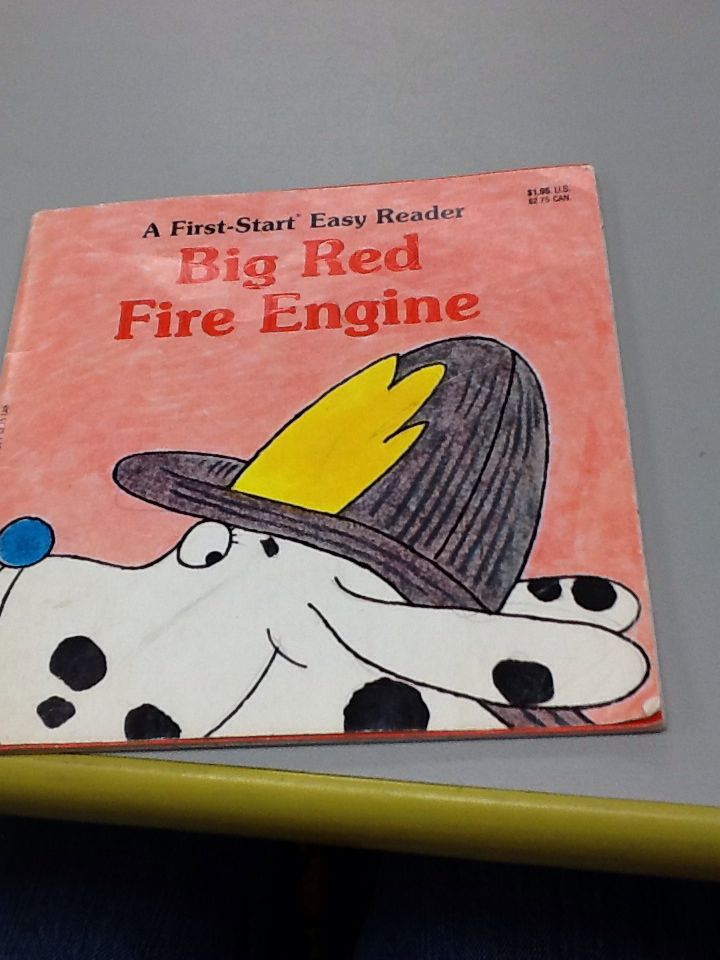 $1.95 U.S.
$2.75 CAN.
A First-Start® Easy Reader
Big Red
Fire Engine